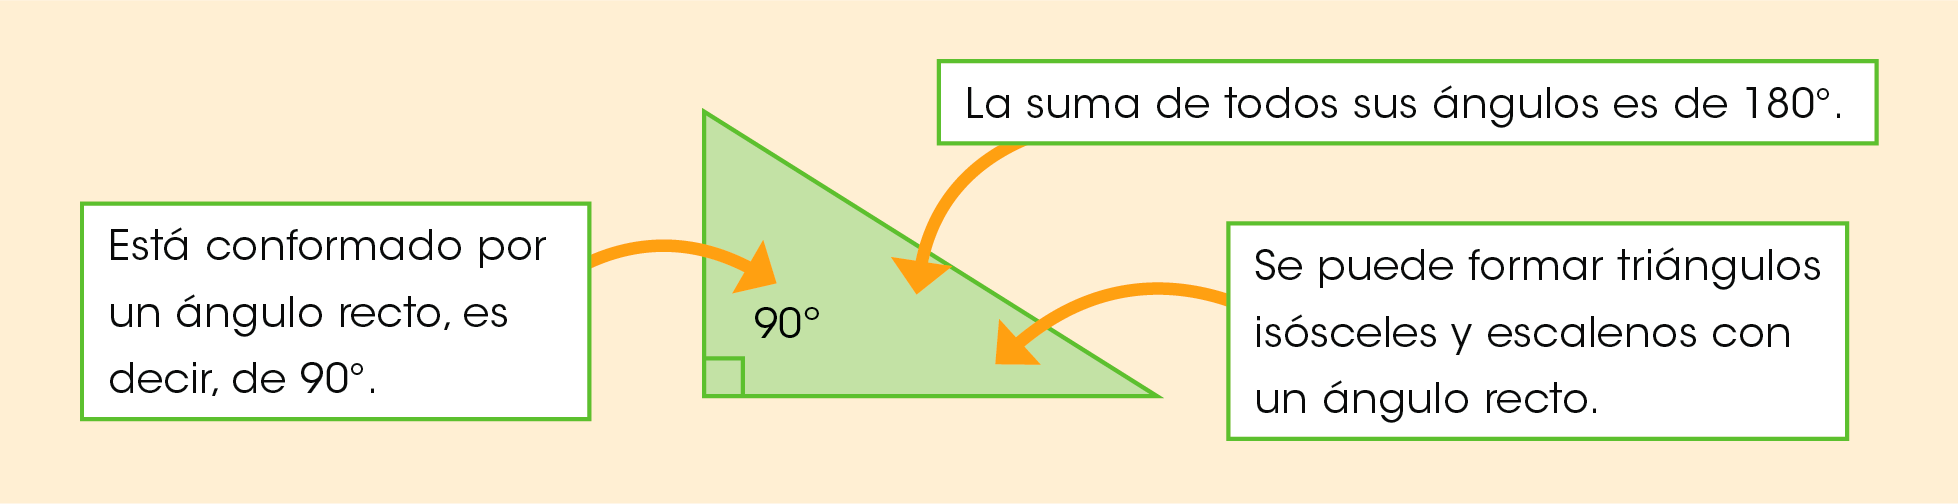 La suma de todos sus ángulos es de 180°.
Está conformado por
un ángulo recto, es
decir, de 90°.
90°
Se puede formar triángulos
isósceles y escalenos con
un ángulo recto.